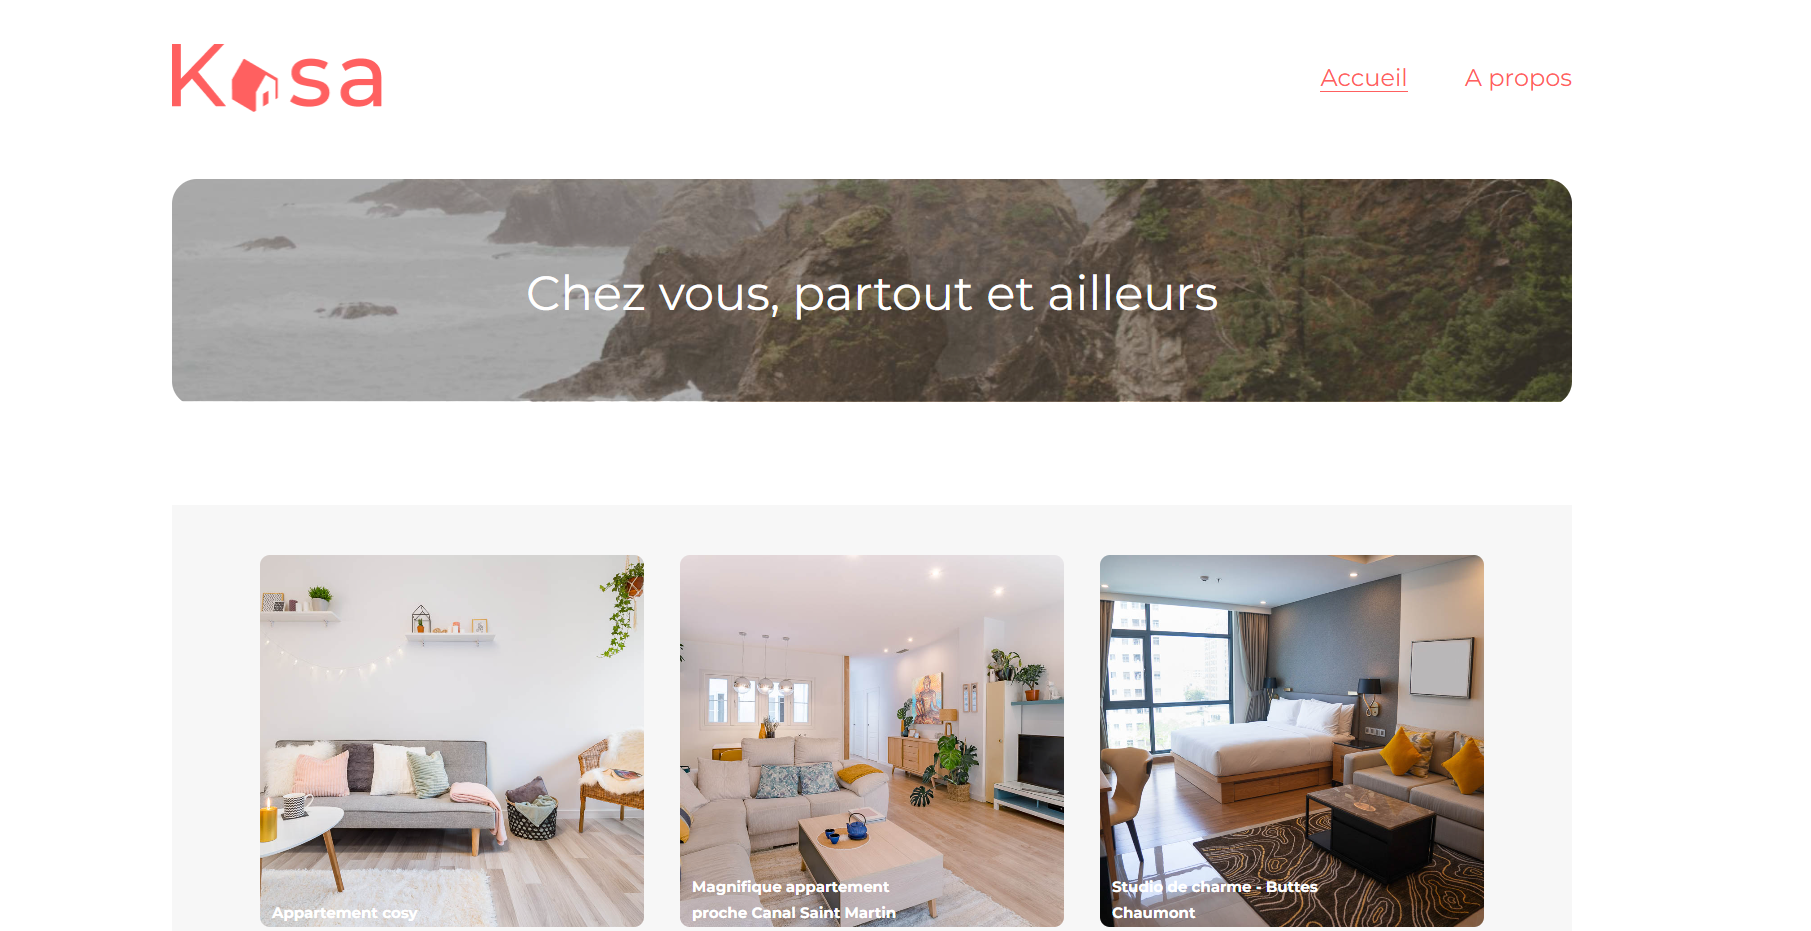 Kasa
Accueil
A propos
Chez vous, partout et ailleurs
Appartement cosy
Magnifique appartement
proche Canal Saint Martin
Studio de charme - Buttes
Chaumont